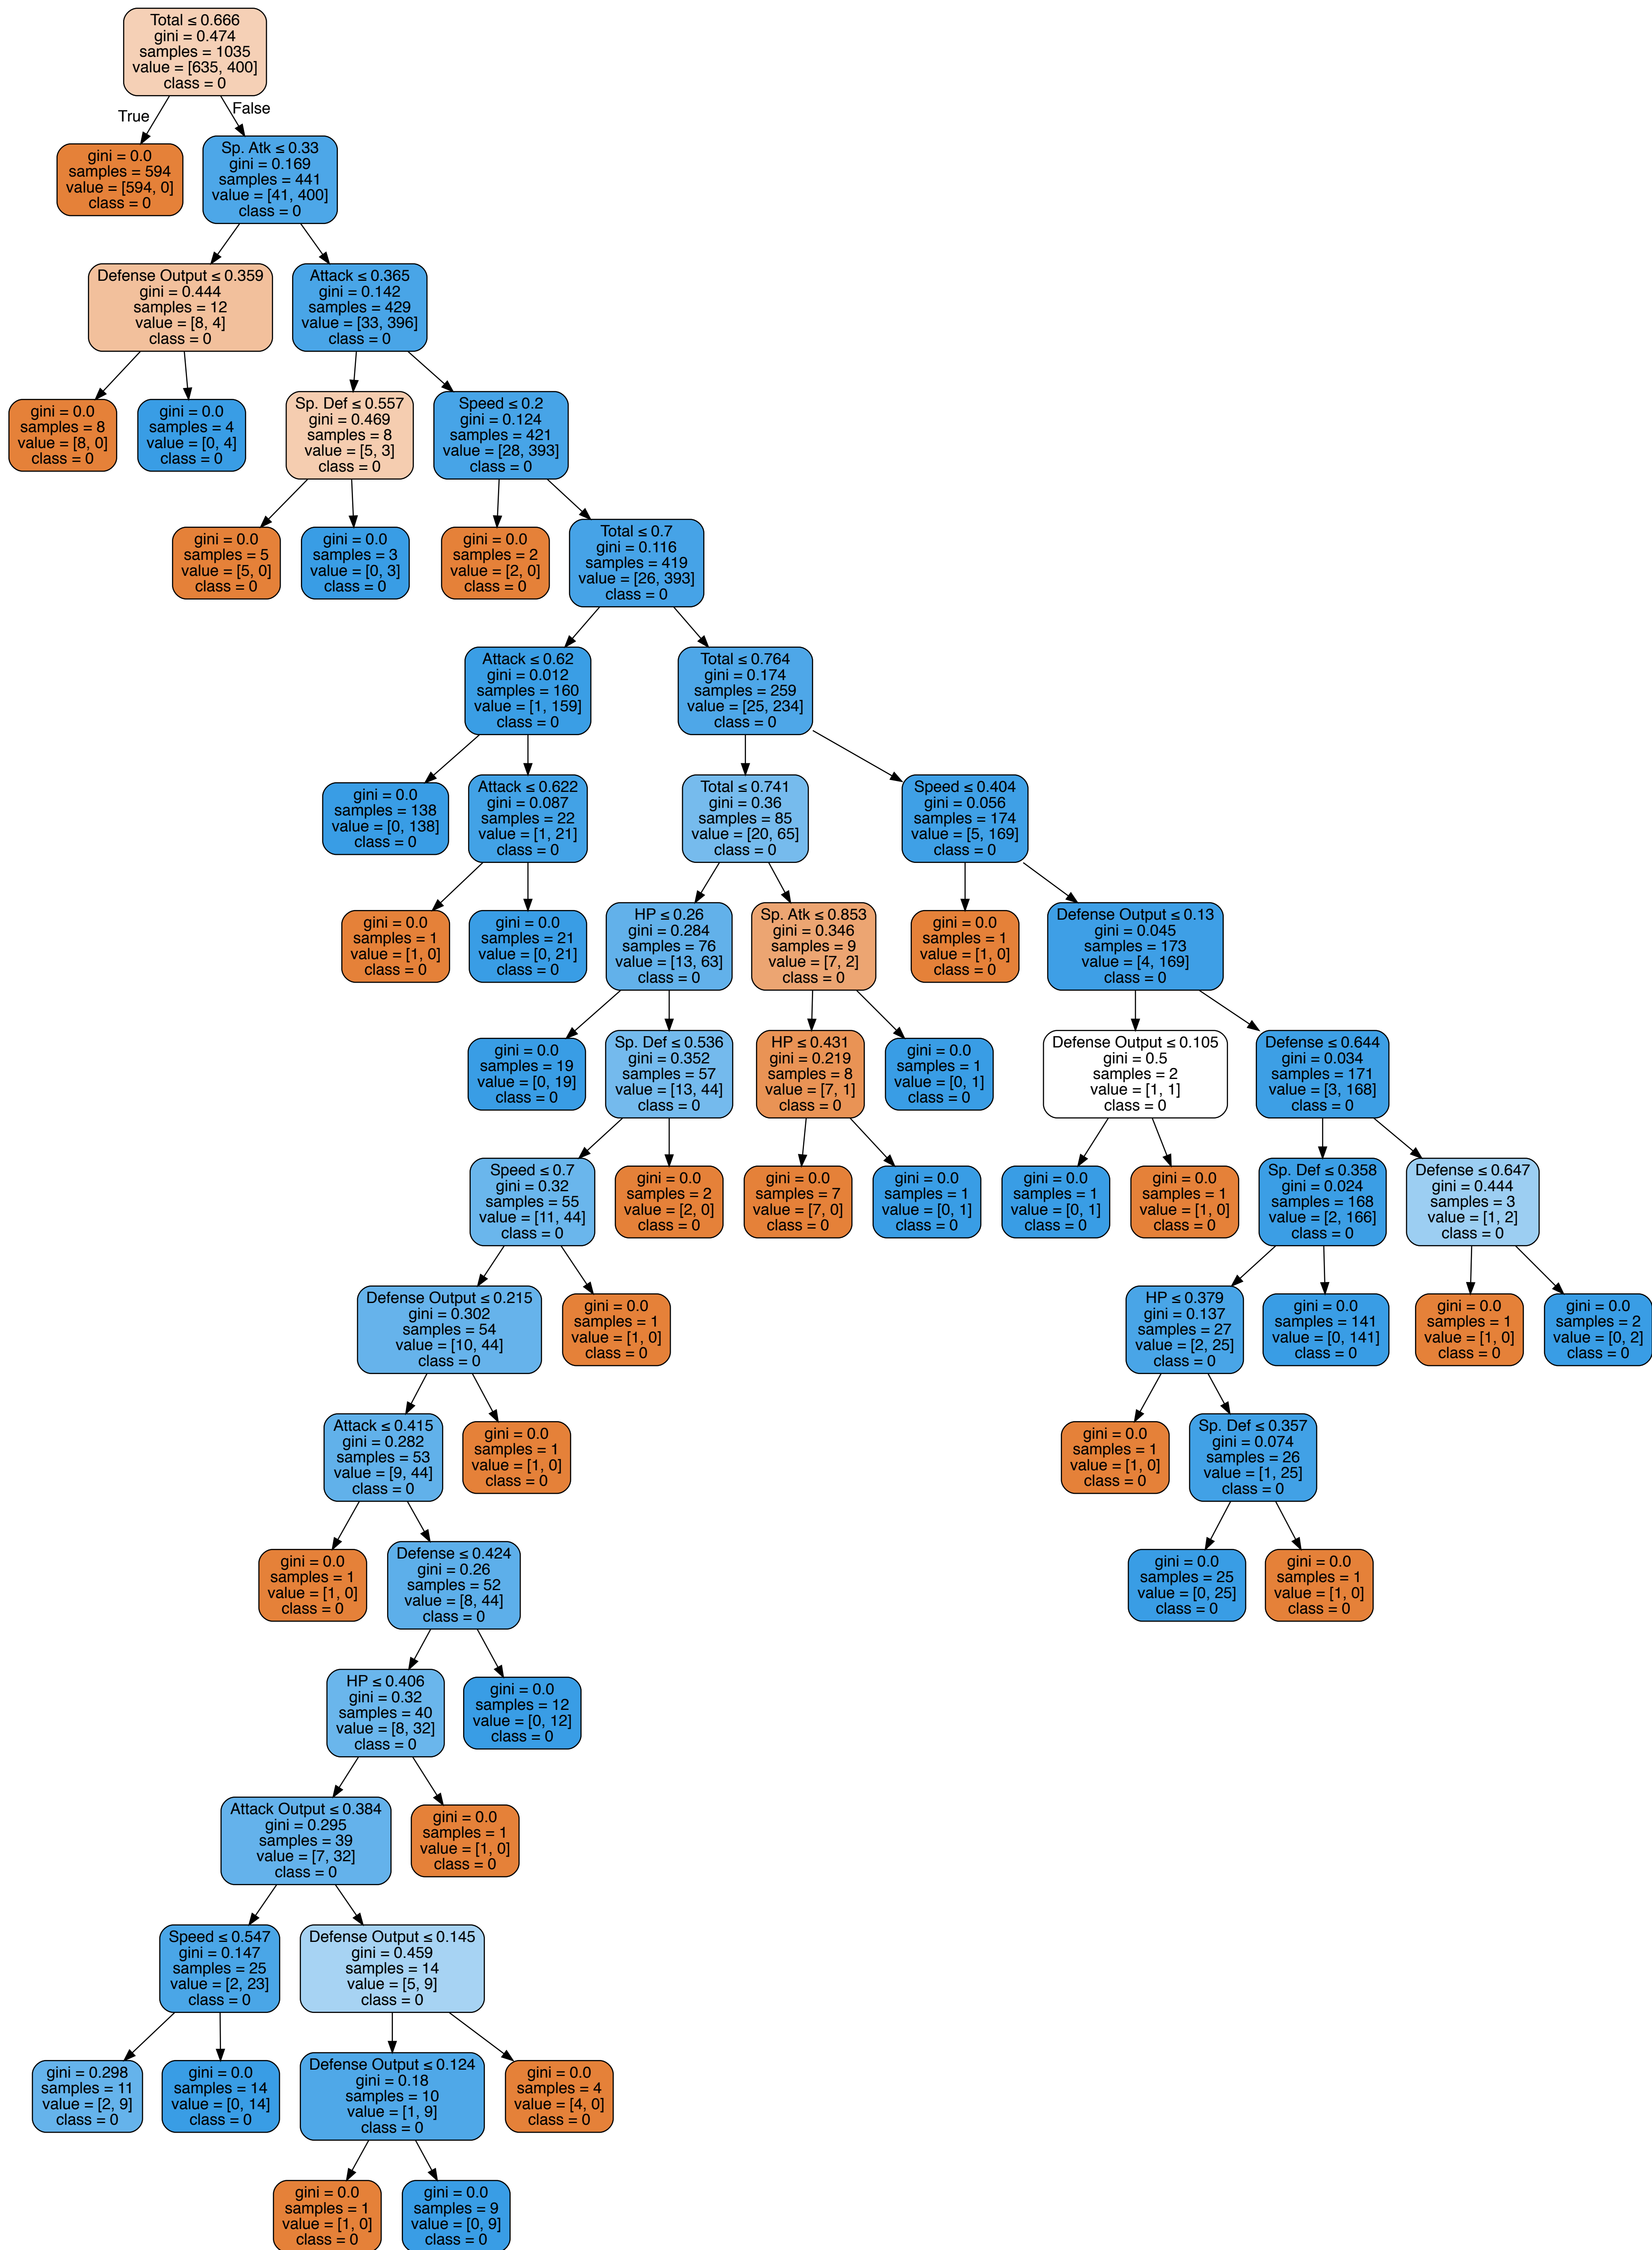 Total ≤ 0.666
gini = 0.474
samples = 1035
value = [635, 400]
class = 0
True
False
gini = 0.0
samples = 594
value = [594, 0]
class = 0
Sp. Atk ≤ 0.33
gini = 0.169
samples = 441
value = [41, 400]
class = 0
Defense Output ≤ 0.359
gini = 0.444
samples = 12
value = [8, 4]
class = 0
Attack ≤ 0.365
gini = 0.142
samples = 429
value = [33, 396]
class = 0
gini = 0.0
samples = 8
value = [8, 0]
class = 0
gini = 0.0
samples = 4
value = [0, 4]
class = 0
Sp. Def ≤ 0.557
gini = 0.469
samples = 8
value = [5, 3]
class = 0
Speed ≤ 0.2
gini = 0.124
samples = 421
value = [28, 393]
class = 0
gini = 0.0
samples = 5
value = [5, 0]
class = 0
gini = 0.0
samples = 3
value = [0, 3]
class = 0
gini = 0.0
samples = 2
value = [2, 0]
class = 0
Total ≤ 0.7
gini = 0.116
samples = 419
value = [26, 393]
class = 0
Attack ≤ 0.62
gini = 0.012
samples = 160
value = [1, 159]
class = 0
Total ≤ 0.764
gini = 0.174
samples = 259
value = [25, 234]
class = 0
gini = 0.0
samples = 138
value = [0, 138]
class = 0
Attack ≤ 0.622
gini = 0.087
samples = 22
value = [1, 21]
class = 0
Total ≤ 0.741
gini = 0.36
samples = 85
value = [20, 65]
class = 0
Speed ≤ 0.404
gini = 0.056
samples = 174
value = [5, 169]
class = 0
gini = 0.0
samples = 1
value = [1, 0]
class = 0
gini = 0.0
samples = 21
value = [0, 21]
class = 0
HP ≤ 0.26
gini = 0.284
samples = 76
value = [13, 63]
class = 0
Sp. Atk ≤ 0.853
gini = 0.346
samples = 9
value = [7, 2]
class = 0
gini = 0.0
samples = 1
value = [1, 0]
class = 0
Defense Output ≤ 0.13
gini = 0.045
samples = 173
value = [4, 169]
class = 0
gini = 0.0
samples = 19
value = [0, 19]
class = 0
Sp. Def ≤ 0.536
gini = 0.352
samples = 57
value = [13, 44]
class = 0
HP ≤ 0.431
gini = 0.219
samples = 8
value = [7, 1]
class = 0
gini = 0.0
samples = 1
value = [0, 1]
class = 0
Defense Output ≤ 0.105
gini = 0.5
samples = 2
value = [1, 1]
class = 0
Defense ≤ 0.644
gini = 0.034
samples = 171
value = [3, 168]
class = 0
Speed ≤ 0.7
gini = 0.32
samples = 55
value = [11, 44]
class = 0
gini = 0.0
samples = 2
value = [2, 0]
class = 0
gini = 0.0
samples = 7
value = [7, 0]
class = 0
gini = 0.0
samples = 1
value = [0, 1]
class = 0
gini = 0.0
samples = 1
value = [0, 1]
class = 0
gini = 0.0
samples = 1
value = [1, 0]
class = 0
Sp. Def ≤ 0.358
gini = 0.024
samples = 168
value = [2, 166]
class = 0
Defense ≤ 0.647
gini = 0.444
samples = 3
value = [1, 2]
class = 0
Defense Output ≤ 0.215
gini = 0.302
samples = 54
value = [10, 44]
class = 0
gini = 0.0
samples = 1
value = [1, 0]
class = 0
HP ≤ 0.379
gini = 0.137
samples = 27
value = [2, 25]
class = 0
gini = 0.0
samples = 141
value = [0, 141]
class = 0
gini = 0.0
samples = 1
value = [1, 0]
class = 0
gini = 0.0
samples = 2
value = [0, 2]
class = 0
Attack ≤ 0.415
gini = 0.282
samples = 53
value = [9, 44]
class = 0
gini = 0.0
samples = 1
value = [1, 0]
class = 0
gini = 0.0
samples = 1
value = [1, 0]
class = 0
Sp. Def ≤ 0.357
gini = 0.074
samples = 26
value = [1, 25]
class = 0
gini = 0.0
samples = 1
value = [1, 0]
class = 0
Defense ≤ 0.424
gini = 0.26
samples = 52
value = [8, 44]
class = 0
gini = 0.0
samples = 25
value = [0, 25]
class = 0
gini = 0.0
samples = 1
value = [1, 0]
class = 0
HP ≤ 0.406
gini = 0.32
samples = 40
value = [8, 32]
class = 0
gini = 0.0
samples = 12
value = [0, 12]
class = 0
Attack Output ≤ 0.384
gini = 0.295
samples = 39
value = [7, 32]
class = 0
gini = 0.0
samples = 1
value = [1, 0]
class = 0
Speed ≤ 0.547
gini = 0.147
samples = 25
value = [2, 23]
class = 0
Defense Output ≤ 0.145
gini = 0.459
samples = 14
value = [5, 9]
class = 0
gini = 0.298
samples = 11
value = [2, 9]
class = 0
gini = 0.0
samples = 14
value = [0, 14]
class = 0
Defense Output ≤ 0.124
gini = 0.18
samples = 10
value = [1, 9]
class = 0
gini = 0.0
samples = 4
value = [4, 0]
class = 0
gini = 0.0
samples = 1
value = [1, 0]
class = 0
gini = 0.0
samples = 9
value = [0, 9]
class = 0